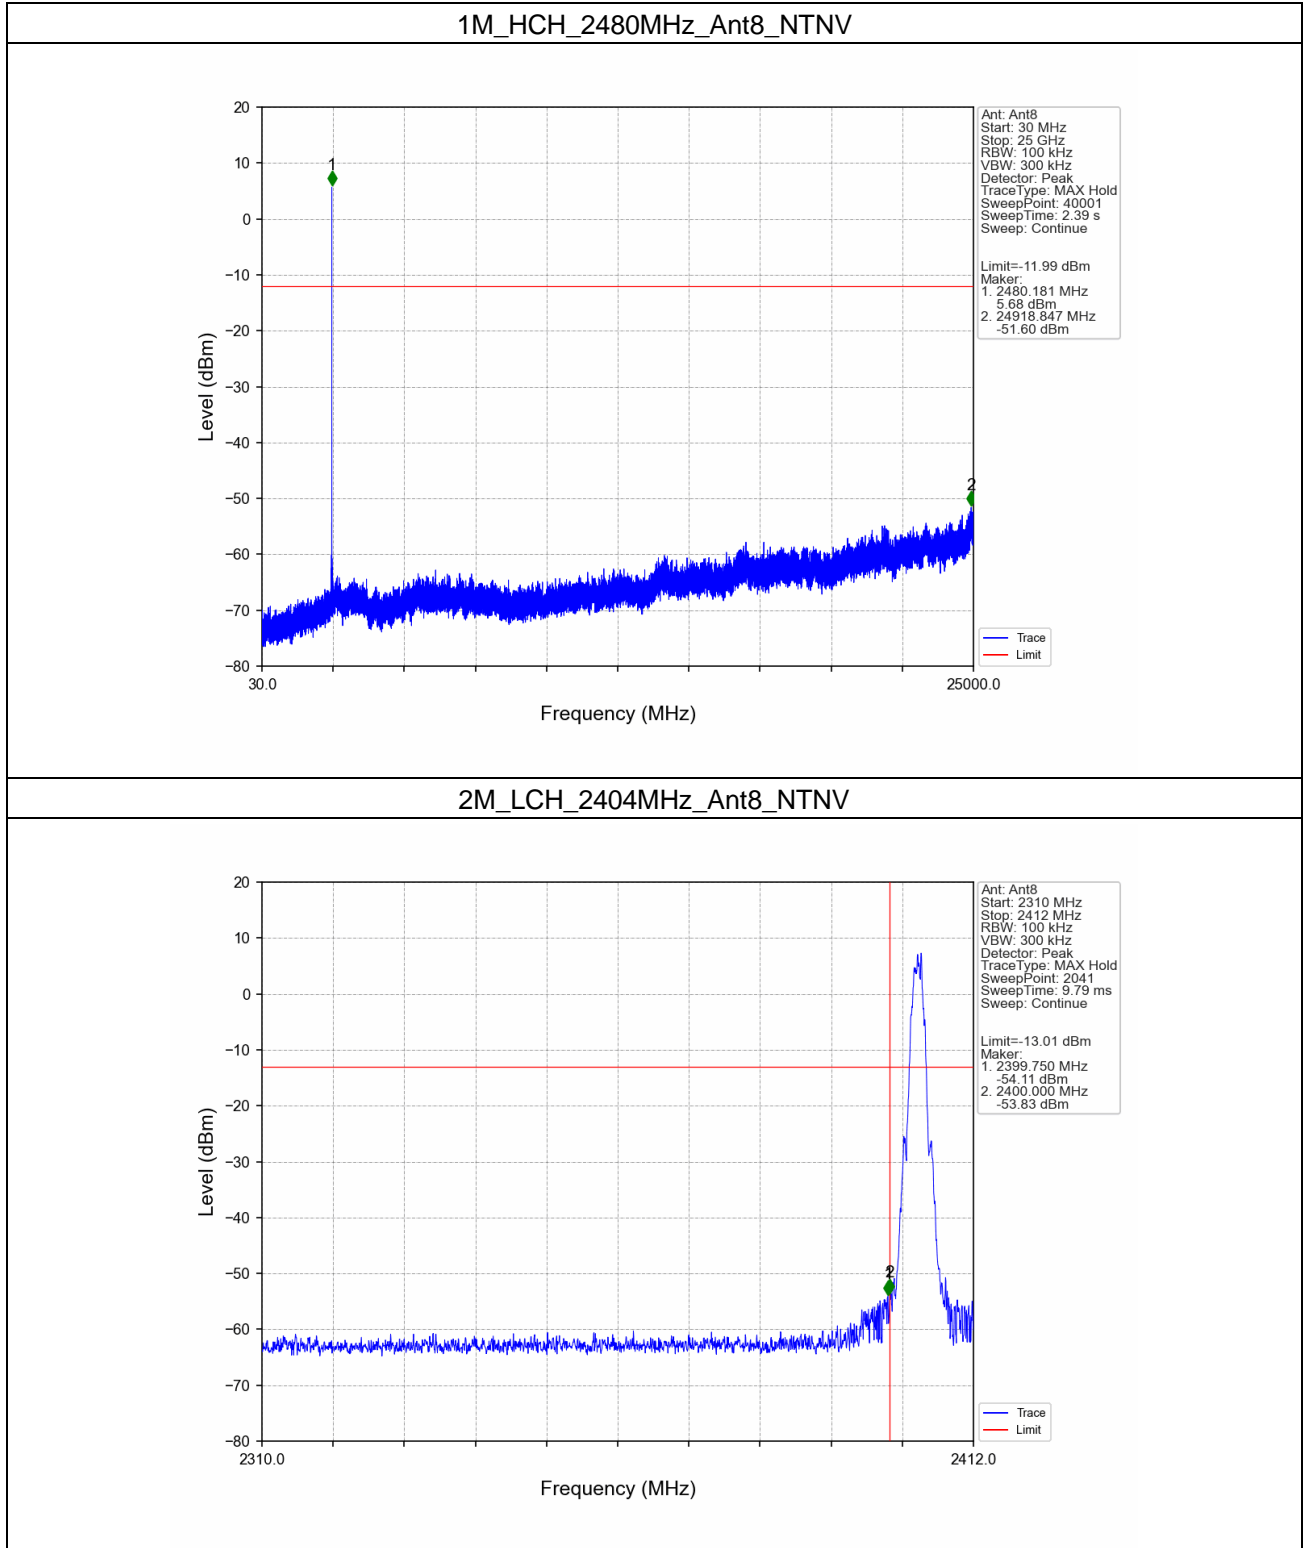 1M_HCH_2480MHz_Ant8_NTNV
20
10
0
−10
−20
−30
−40
−50
−60
−70
−80
Level (dBm)
1
2
30.0
25000.0
Frequency (MHz)
Ant: Ant8
Start: 30 MHz
Stop: 25 GHz
RBW: 100 kHz
VBW: 300 kHz
Detector: Peak
TraceType: MAX Hold
SweepPoint: 40001
SweepTime: 2.39 s
Sweep: Continue
Limit=-11.99 dBm
Maker:
1. 2480.181 MHz
5.68 dBm
2. 24918.847 MHz
-51.60 dBm
Trace
Limit
2M_LCH_2404MHz_Ant8_NTNV
20
10
0
−10
−20
−30
−40
−50
−60
−70
−80
Level (dBm)
2
2310.0
2412.0
Frequency (MHz)
Ant: Ant8
Start: 2310 MHz
Stop: 2412 MHz
RBW: 100 kHz
VBW: 300 kHz
Detector: Peak
TraceType: MAX Hold
SweepPoint: 2041
SweepTime: 9.79 ms
Sweep: Continue
Limit=-13.01 dBm
Maker:
1. 2399.750 MHz
-54.11 dBm
2. 2400.000 MHz
-53.83 dBm
Trace
Limit